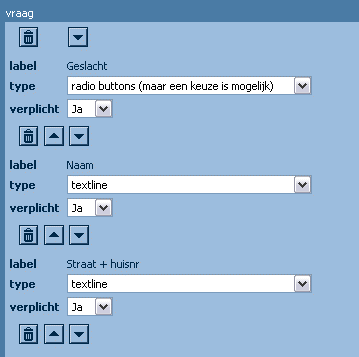 vraag
label Geslacht
type radio buttons (maar een keuze is mogelijk)
verplicht Ja
label Naam
type textline
verplicht Ja
label Straat + huisnr
type textline
verplicht Ja